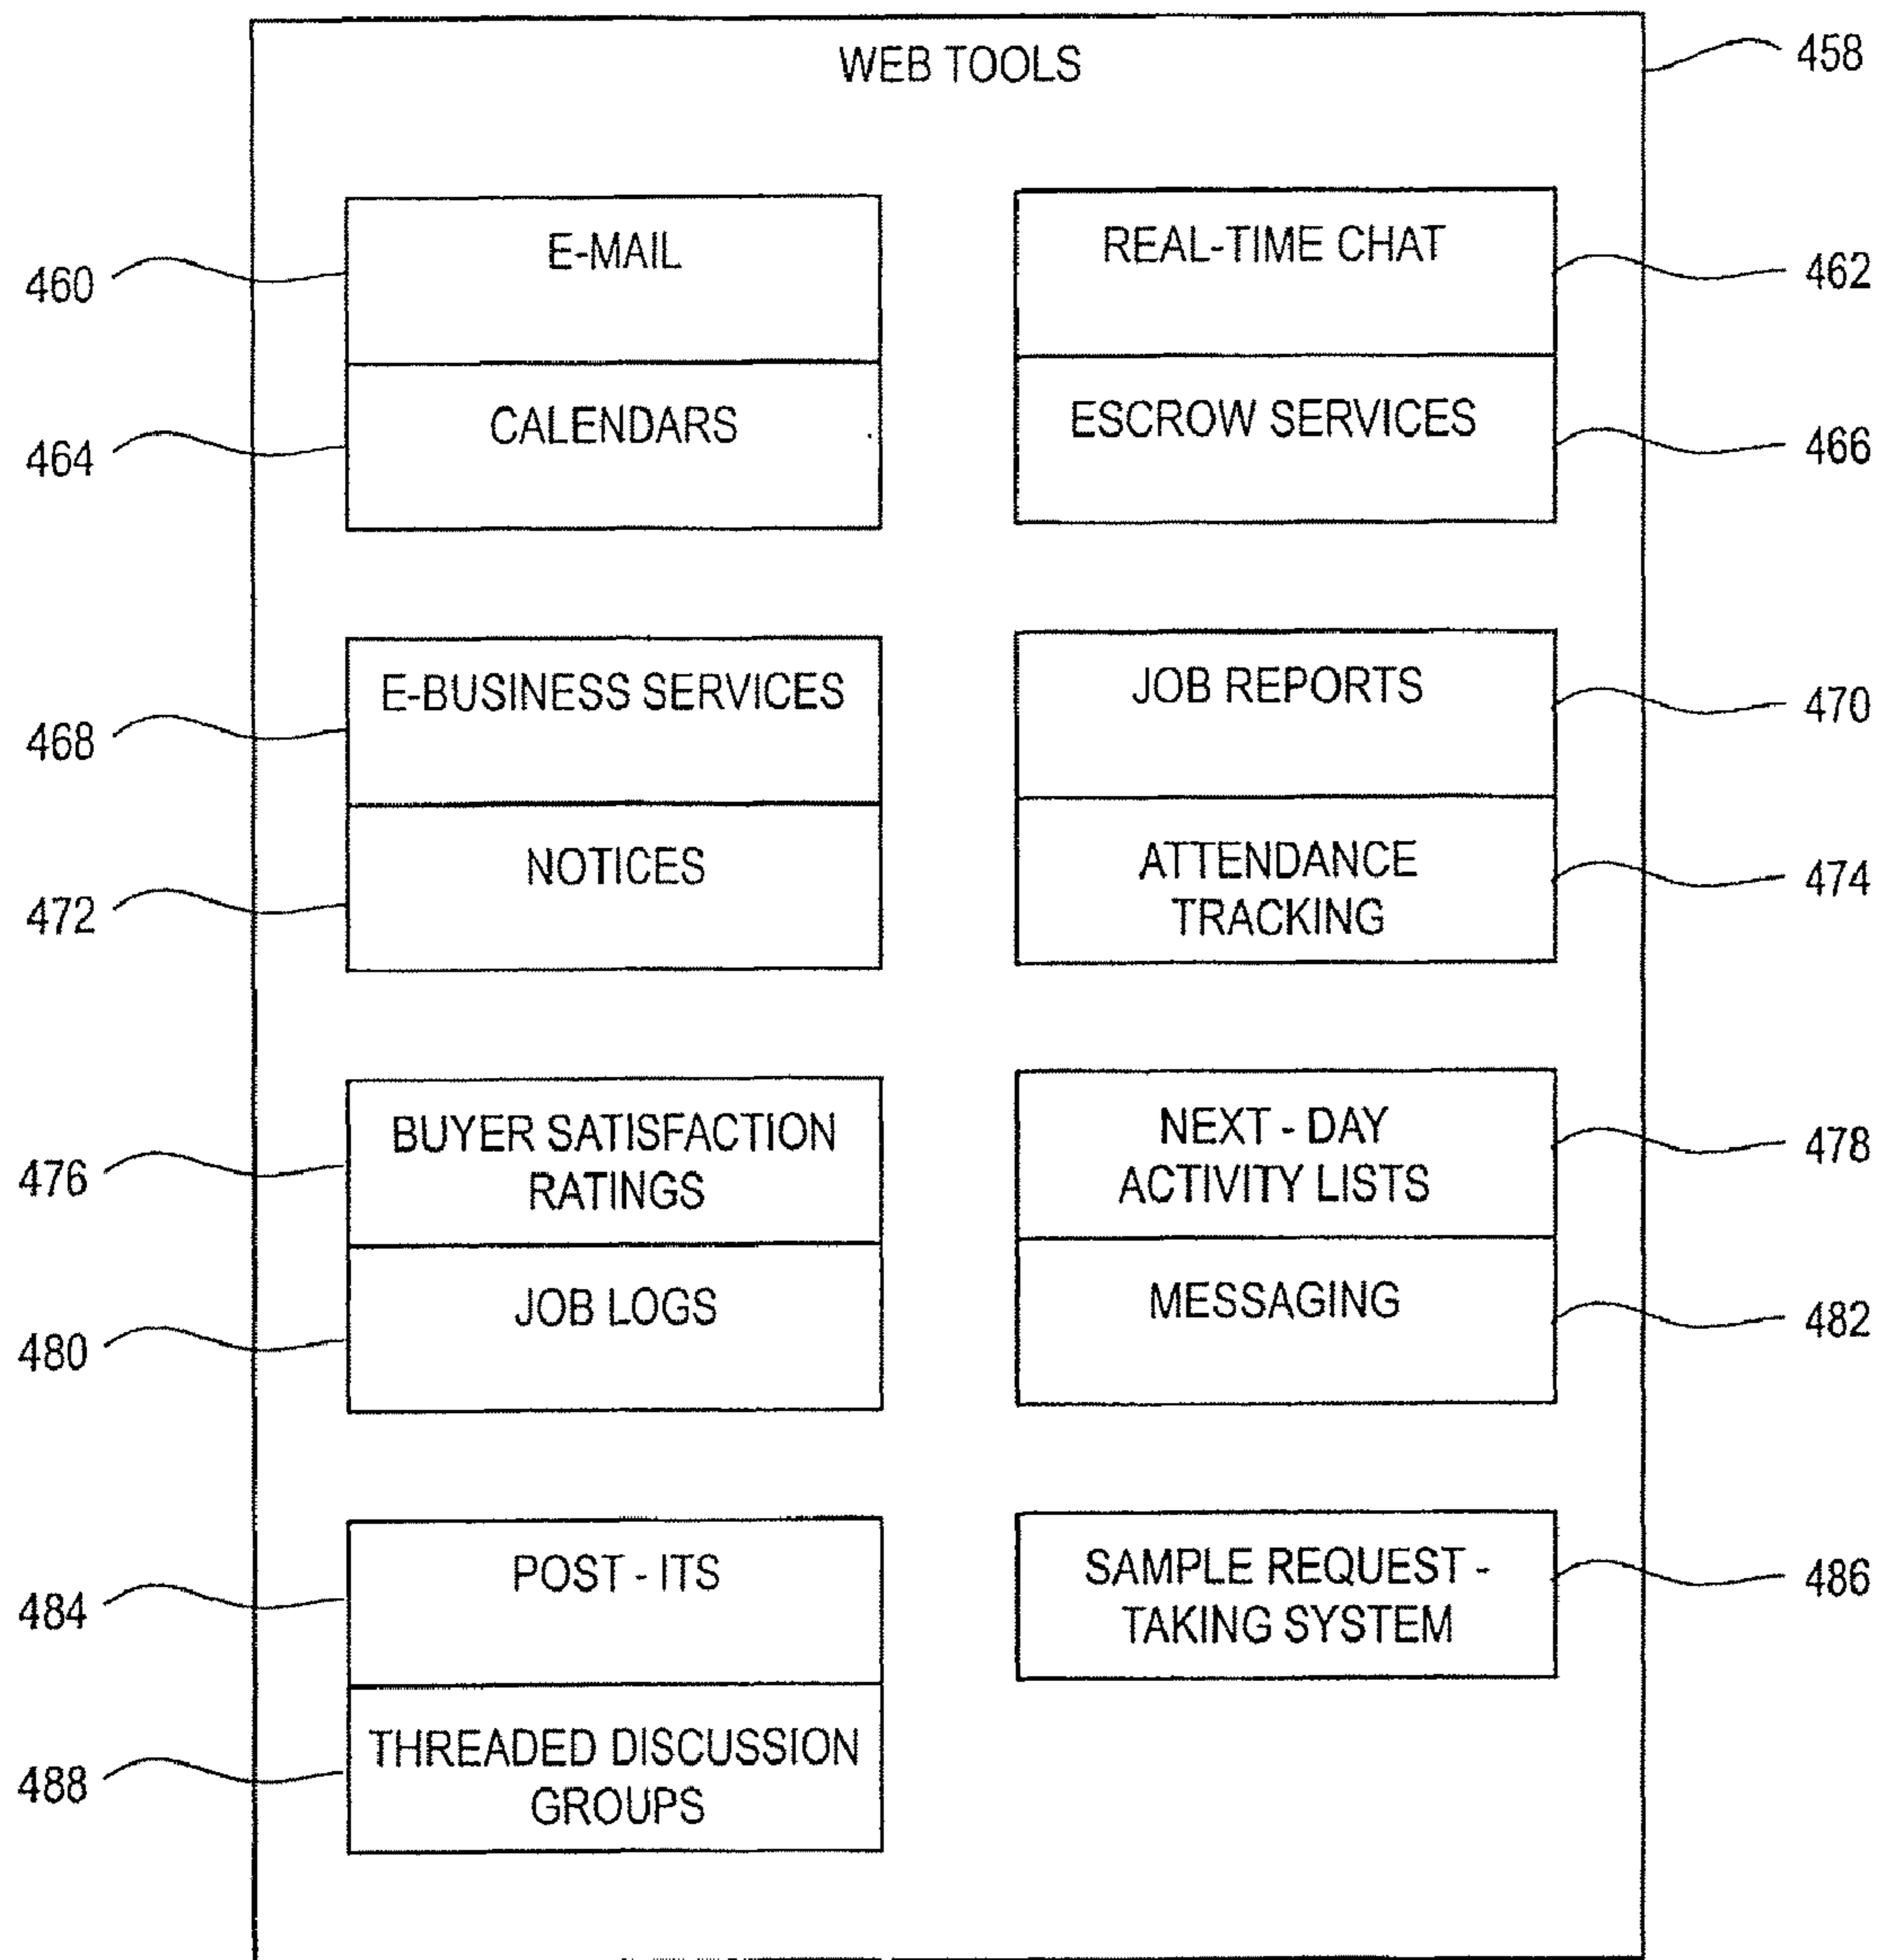 WEB TOOLS
458
E-MAIL
460
REAL-TIME CHAT
462
CALENDARS
464
ESCROW SERVICES
466
E-BUSINESS SERVICES
468
JOB REPORTS
470
NOTICES
472
ATTENDANCE
TRACKING
474
BUYER SATISFACTION
RATINGS
476
NEXT - DAY
ACTIVITY LISTS
478
JOB LOGS
480
MESSAGING
482
POST - ITS
484
SAMPLE REQUEST -
TAKING SYSTEM
486
THREADED DISCUSSION
GROUPS
488